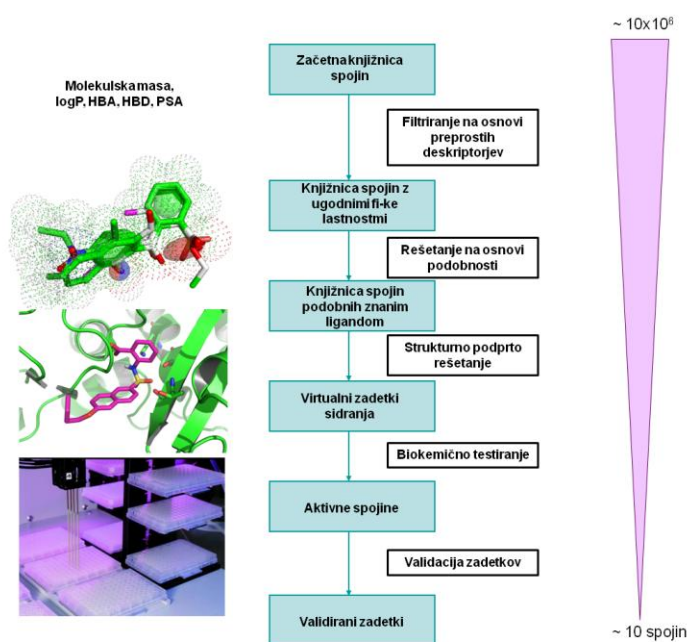 ~ 10x10⁶
Začetna knjižnica
spojin
Molekulska masa,
logP, HBA, HBD, PSA
Filtriranje na osnovi
preprostih
deskriptorjev
Knjižnica spojin z
ugodnimi fi-ke
lastnostmi
Rešetanje na osnovi
podobnosti
Knjižnica spojin
podobnih znanim
ligandom
Strukturno podprto
rešetanje
Virtualni zadetki
sidranja
Biokemično testiranje
Aktivne spojine
Validacija zadetkov
Validirani zadetki
~ 10 spojin